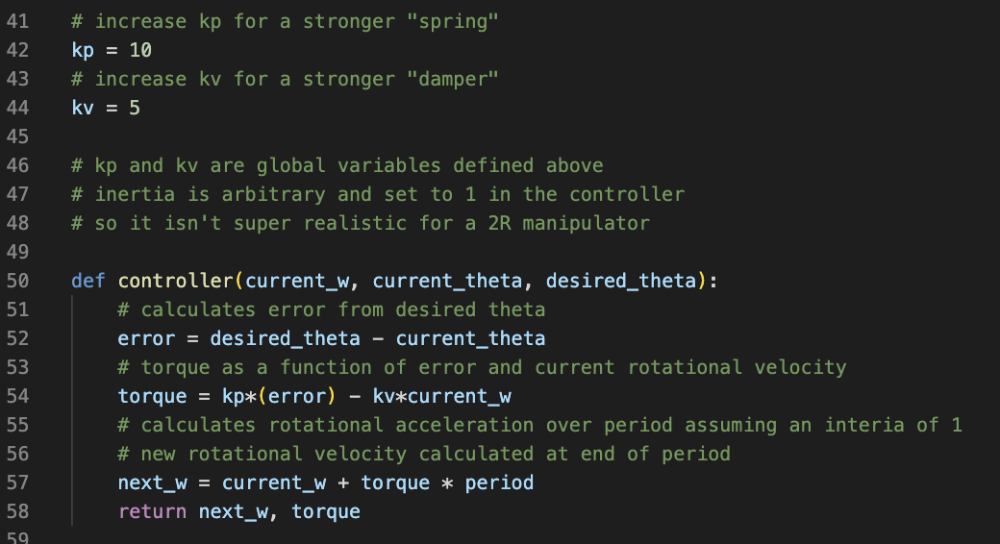 41 # increase kp for a stronger "spring"
42 kp = 10
43 # increase kv for a stronger "damper"
44 kv = 5
45
46 # kp and kv are global variables defined above
47 # inertia is arbitrary and set to 1 in the controller
48 # so it isn't super realistic for a 2R manipulator
49
50 def controller(current_w, current_theta, desired_theta):
51     # calculates error from desired theta
52     error = desired_theta - current_theta
53     # torque as a function of error and current rotational velocity
54     torque = kp*(error) - kv*current_w
55     # calculates rotational acceleration over period assuming an interia of 1
56     # new rotational velocity calculated at end of period
57     next_w = current_w + torque * period
58     return next_w, torque
59